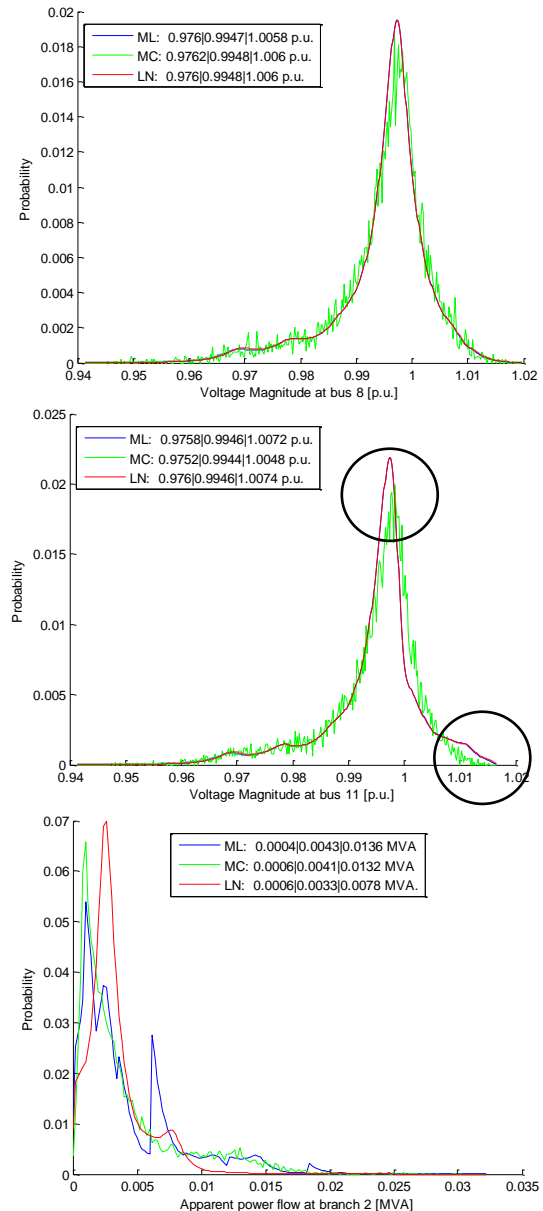 0.02
0.018
0.016
0.014
0.012
0.01
0.008
0.006
0.004
0.002
0
Probability
ML: 0.976|0.9947|1.0058 p.u.
MC: 0.9762|0.9948|1.006 p.u.
LN: 0.976|0.9948|1.006 p.u.
0.94 0.95 0.96 0.97 0.98 0.99 1 1.01 1.02
Voltage Magnitude at bus 8 [p.u.]
0.025
0.02
0.015
0.01
0.005
0
Probability
ML: 0.9758|0.9946|1.0072 p.u.
MC: 0.9752|0.9944|1.0048 p.u.
LN: 0.976|0.9946|1.0074 p.u.
0.94 0.95 0.96 0.97 0.98 0.99 1 1.01 1.02
Voltage Magnitude at bus 11 [p.u.]
0.07
0.06
0.05
0.04
0.03
0.02
0.01
0
Probability
ML: 0.0004|0.0043|0.0136 MVA
MC: 0.0006|0.0041|0.0132 MVA
LN: 0.0006|0.0033|0.0078 MVA.
0 0.005 0.01 0.015 0.02 0.025 0.03 0.035
Apparent power flow at branch 2 [MVA]